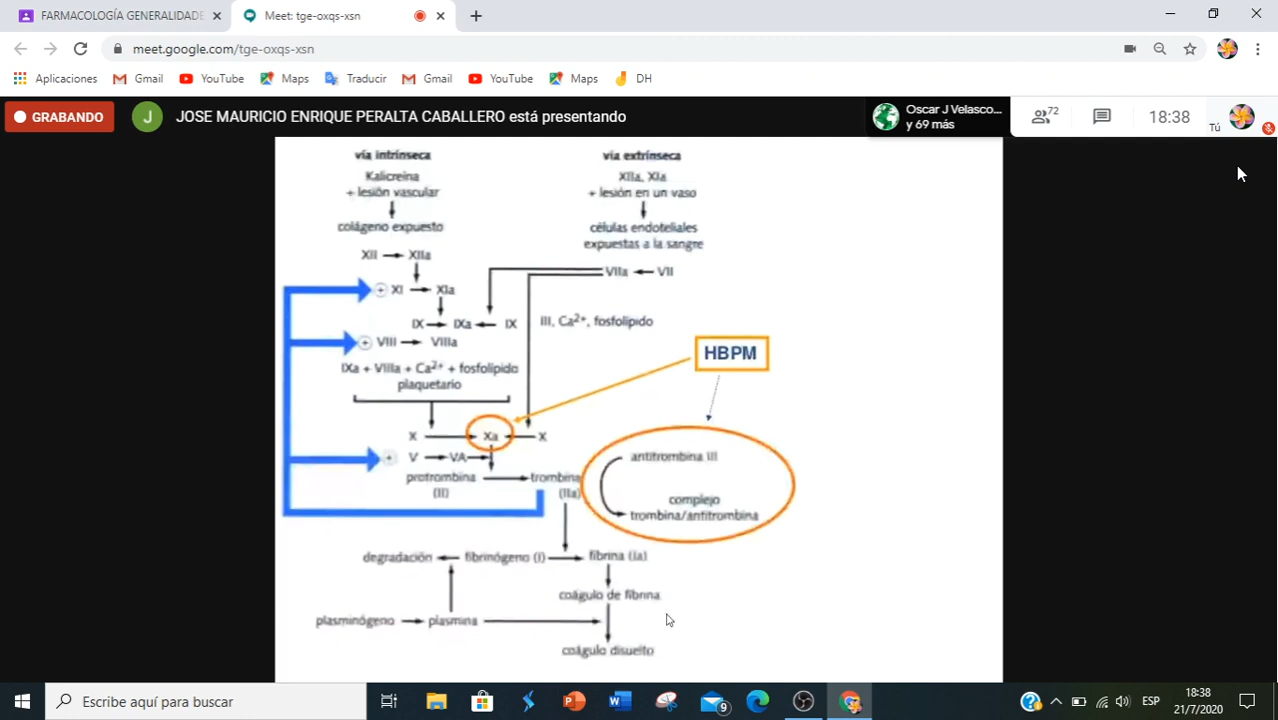 FARMACOLOGÍA GENERALIDADE
Meet: tge-oxqs-xsn
meet.google.com/tge-oxqs-xsn
Aplicaciones
Gmail
YouTube
Maps
Traducir
Gmail
YouTube
Maps
DH
GRABANDO
J
JOSE MAURICIO ENRIQUE PERALTA CABALLERO está presentando
Oscar J Velasco...
y 69 más
72
18:38
Tú
vía intrínseca
vía extrínseca
Kalicreína
+ lesión vascular
XIIa, XIa
+ lesión en un vaso
colágeno expuesto
células endoteliales
expuestas a la sangre
XII
XIIa
VIIa
VII
+
XI
XIa
IX
IXa
IX
III, Ca2+, fosfolípido
+
VIII
VIIIa
HBPM
IXa + VIIIa + Ca2+ + fosfolípido
plaquetario
X
Xa
X
+
V
VA
antitrombina III
protrombina
(II)
trombina
(IIa)
complejo
trombina/antitrombina
degradación
fibrinógeno (I)
fibrina (Ia)
coágulo de fibrina
plasminógeno
plasmina
coágulo disuelto
Escribe aquí para buscar
9
ESP
18:38
21/7/2020